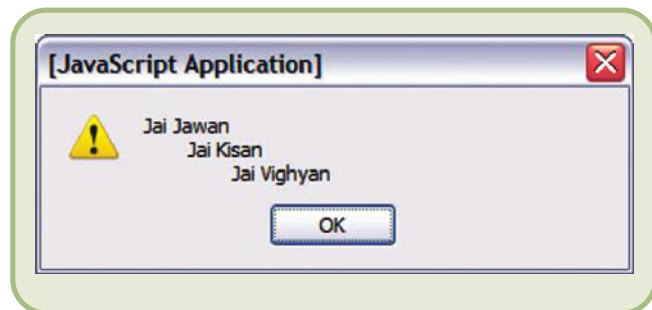 [JavaScript Application]
Jai Jawan
Jai Kisan
Jai Vighyan
OK